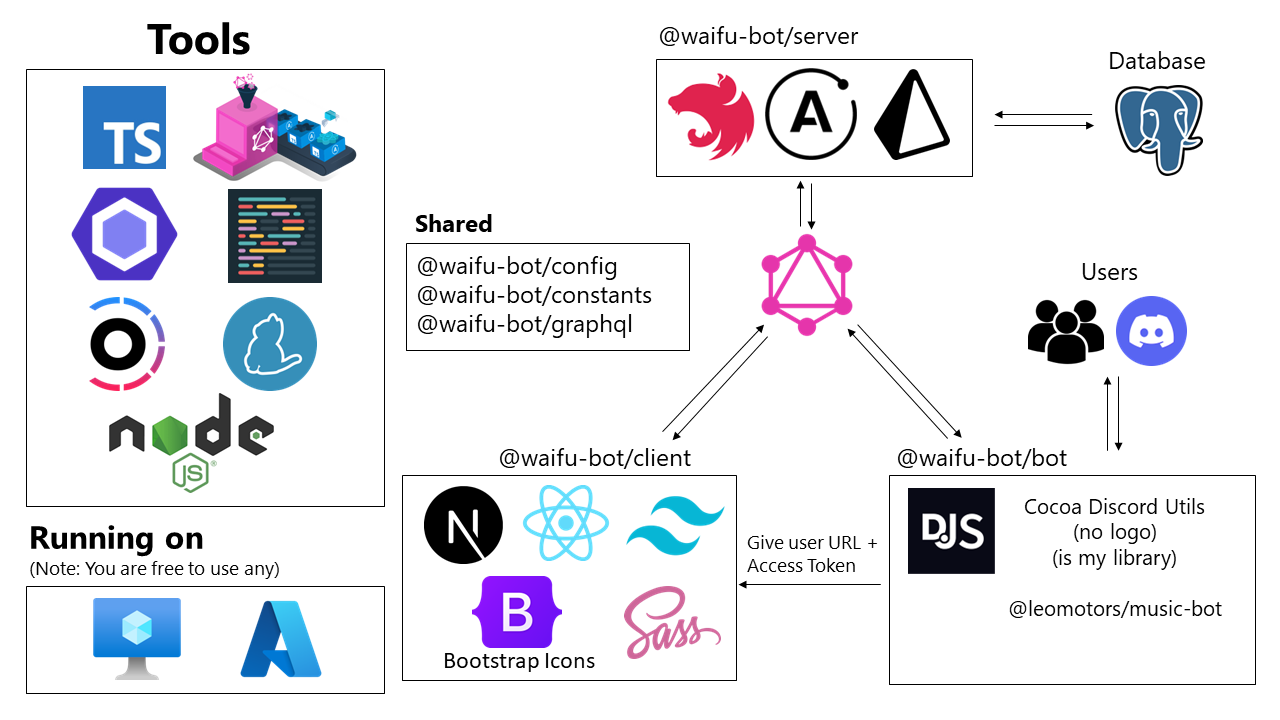 Tools
TS
node
JS
®
Running on
(Note: You are free to use any)
Shared
@waifu-bot/config
@waifu-bot/constants
@waifu-bot/graphql
@waifu-bot/server
A
Database
Users
@waifu-bot/client
N
B
Sass
Bootstrap Icons
Give user URL +
Access Token
@waifu-bot/bot
DJS
Cocoa Discord Utils
(no logo)
(is my library)
@leomotors/music-bot